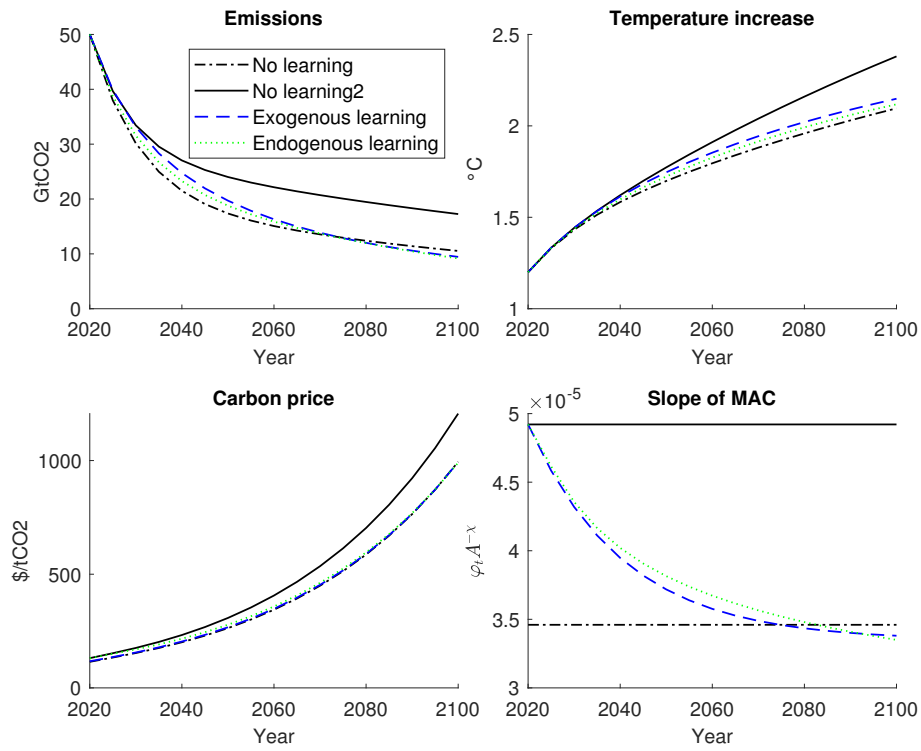 Emissions
50
40
30
20
10
0
GtCO2
2020 2040 2060 2080 2100
Year
No learning
No learning2
Exogenous learning
Endogenous learning
Temperature increase
2.5
2
1.5
1
°C
2020 2040 2060 2080 2100
Year
Carbon price
1000
500
0
$/tCO2
2020 2040 2060 2080 2100
Year
Slope of MAC
×10⁻⁵
5
4.5
4
3.5
3
φₜA⁻ᵡ
2020 2040 2060 2080 2100
Year